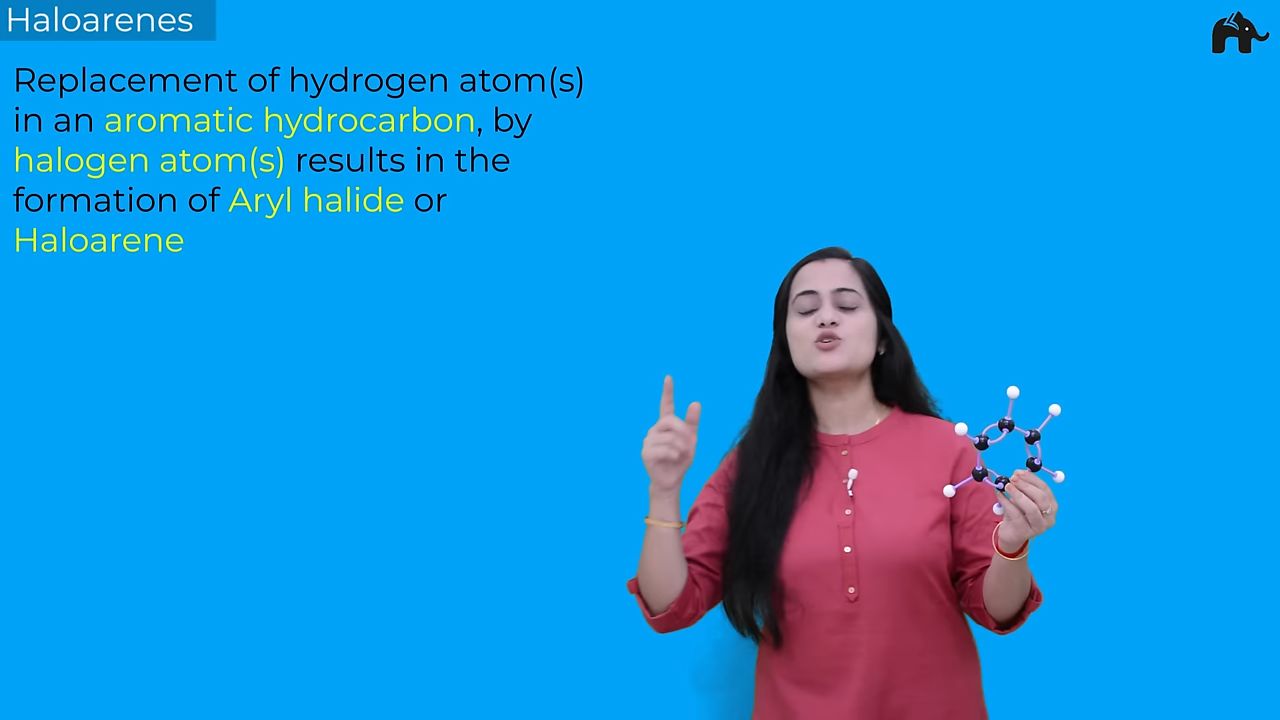 Haloarenes
Replacement of hydrogen atom(s)
in an aromatic hydrocarbon, by
halogen atom(s) results in the
formation of Aryl halide or
Haloarene